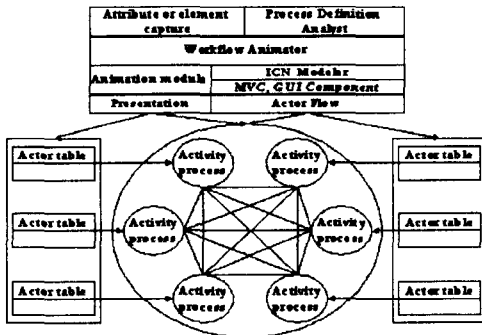 Attribute or element
capture
Process Definition
Analyst
Workflow Animator
Animation module
ICN Modeler
MVC, GUI Component
Presentation
Actor Flow
Actor table
Activity
process
Activity
process
Actor table
Actor table
Activity
process
Activity
process
Actor table
Actor table
Activity
process
Activity
process
Actor table